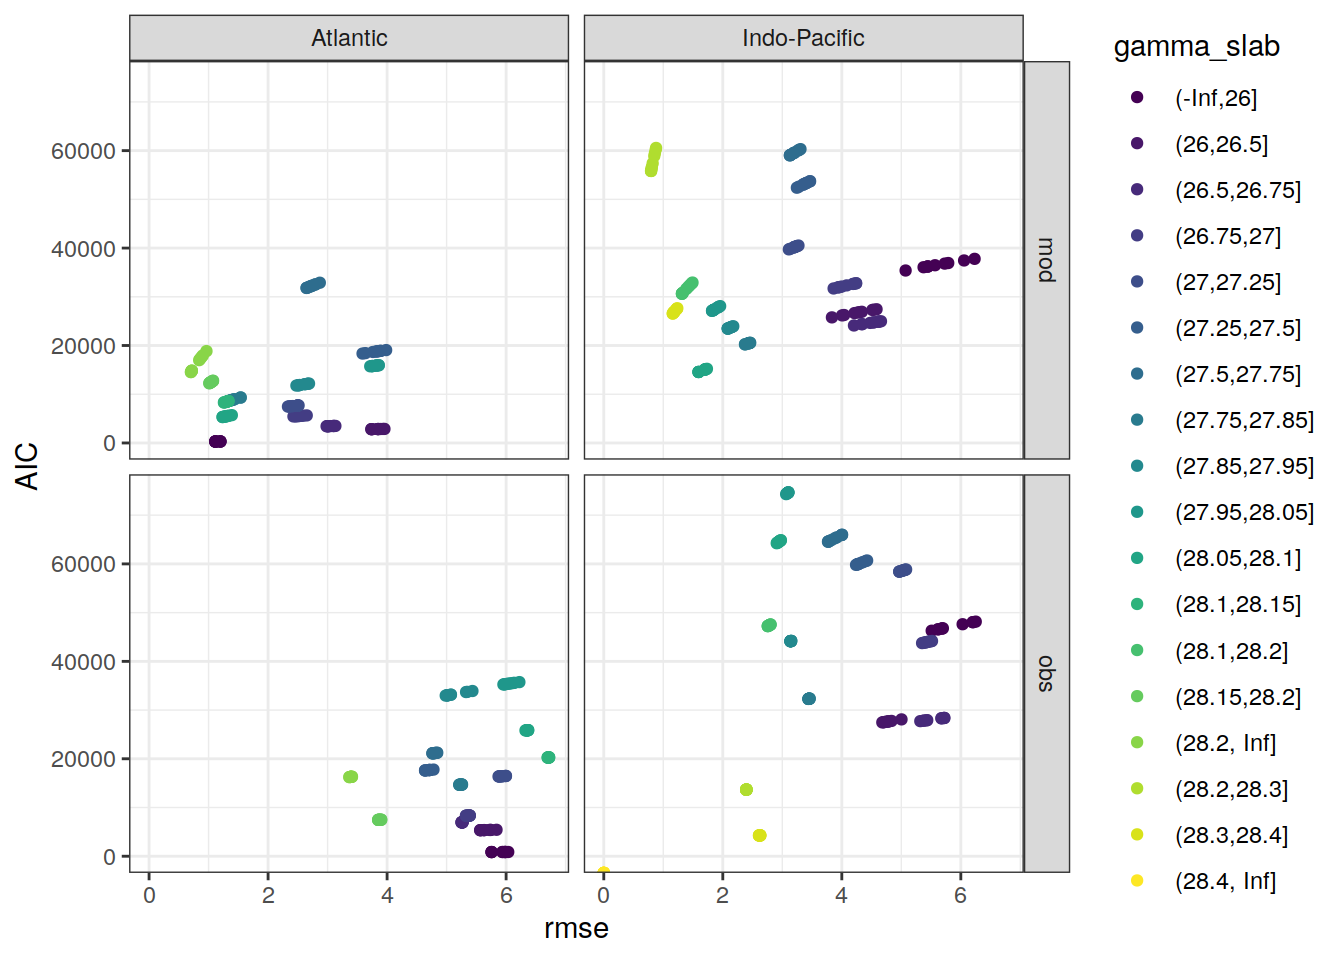 Atlantic
Indo-Pacific
mod
obs
60000
40000
20000
0
60000
40000
20000
0
AIC
0 2 4 6
0 2 4 6
rmse
gamma_slab
(-Inf,26]
(26,26.5]
(26.5,26.75]
(26.75,27]
(27,27.25]
(27.25,27.5]
(27.5,27.75]
(27.75,27.85]
(27.85,27.95]
(27.95,28.05]
(28.05,28.1]
(28.1,28.15]
(28.1,28.2]
(28.15,28.2]
(28.2, Inf]
(28.2,28.3]
(28.3,28.4]
(28.4, Inf]